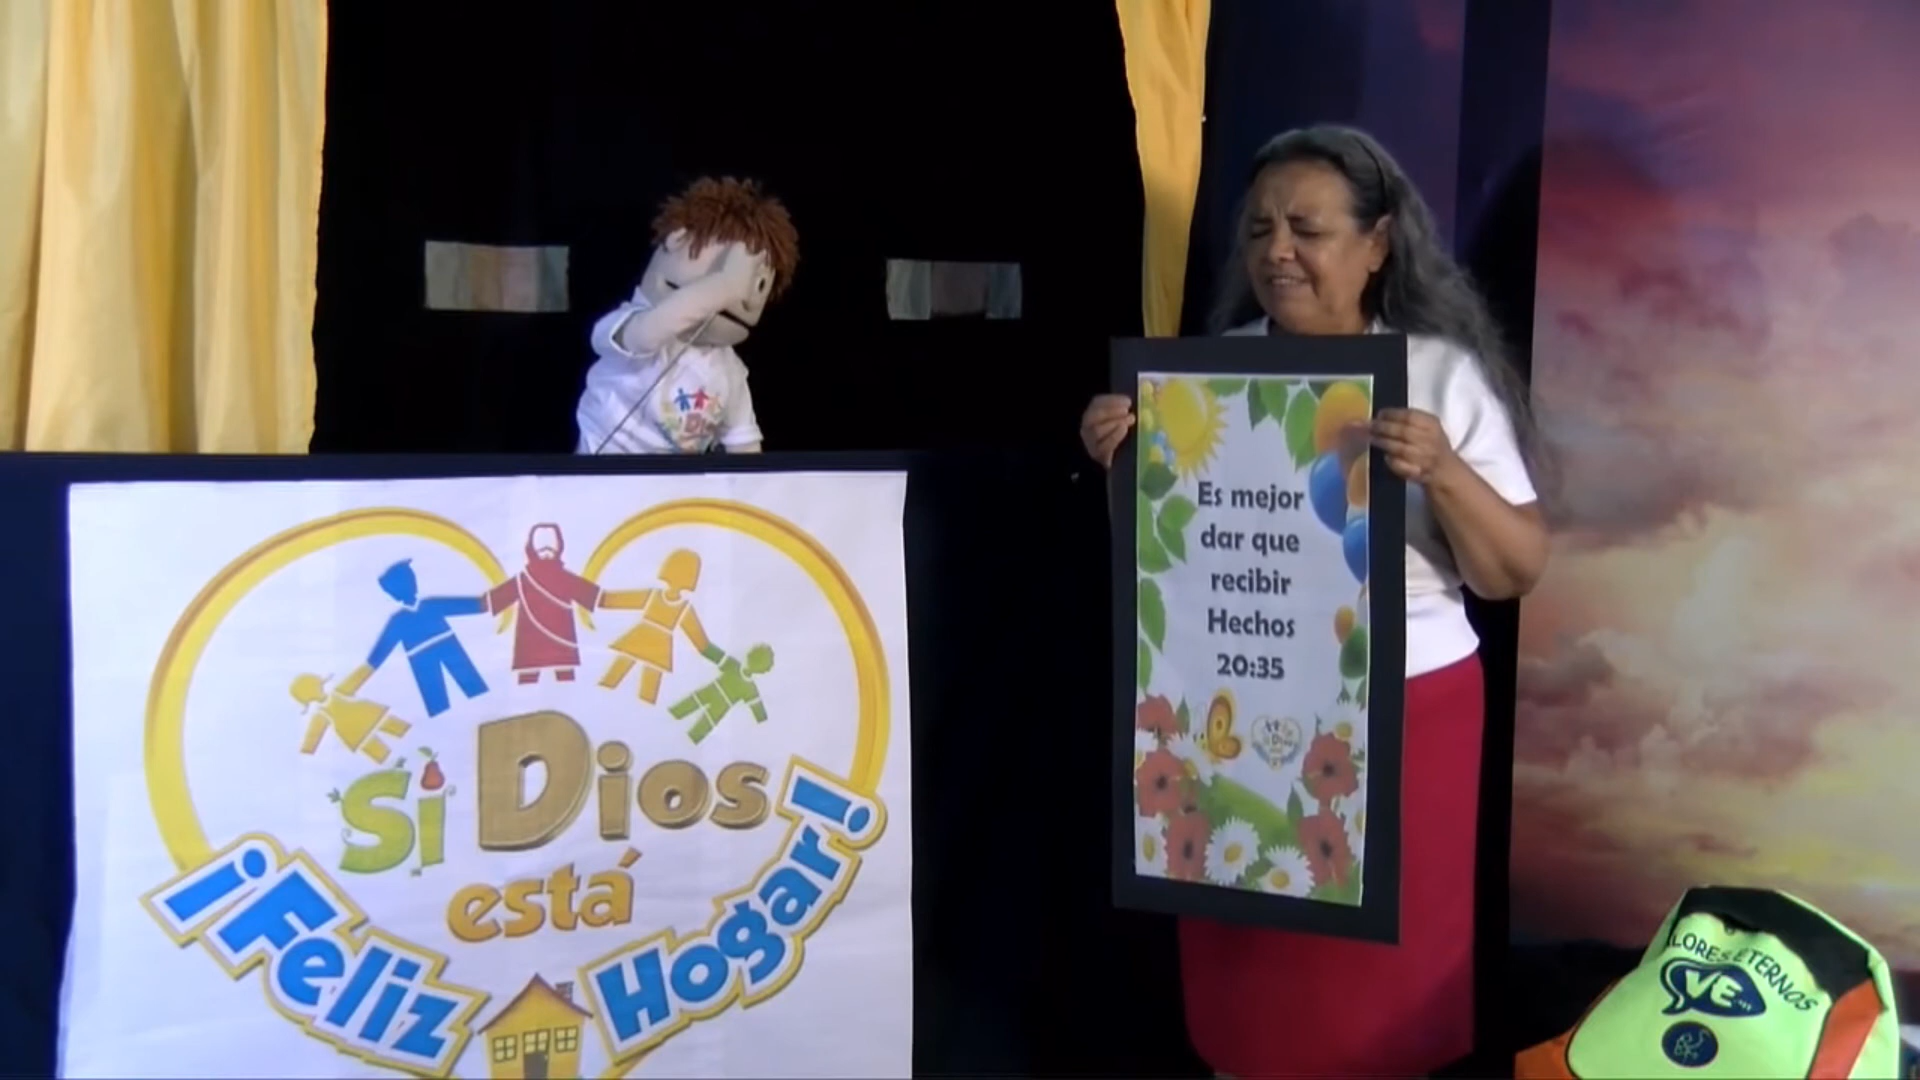 Si Dios
está
¡Feliz Hogar!
Es mejor
dar que
recibir
Hechos
20:35
LORES ETERNOS
VE